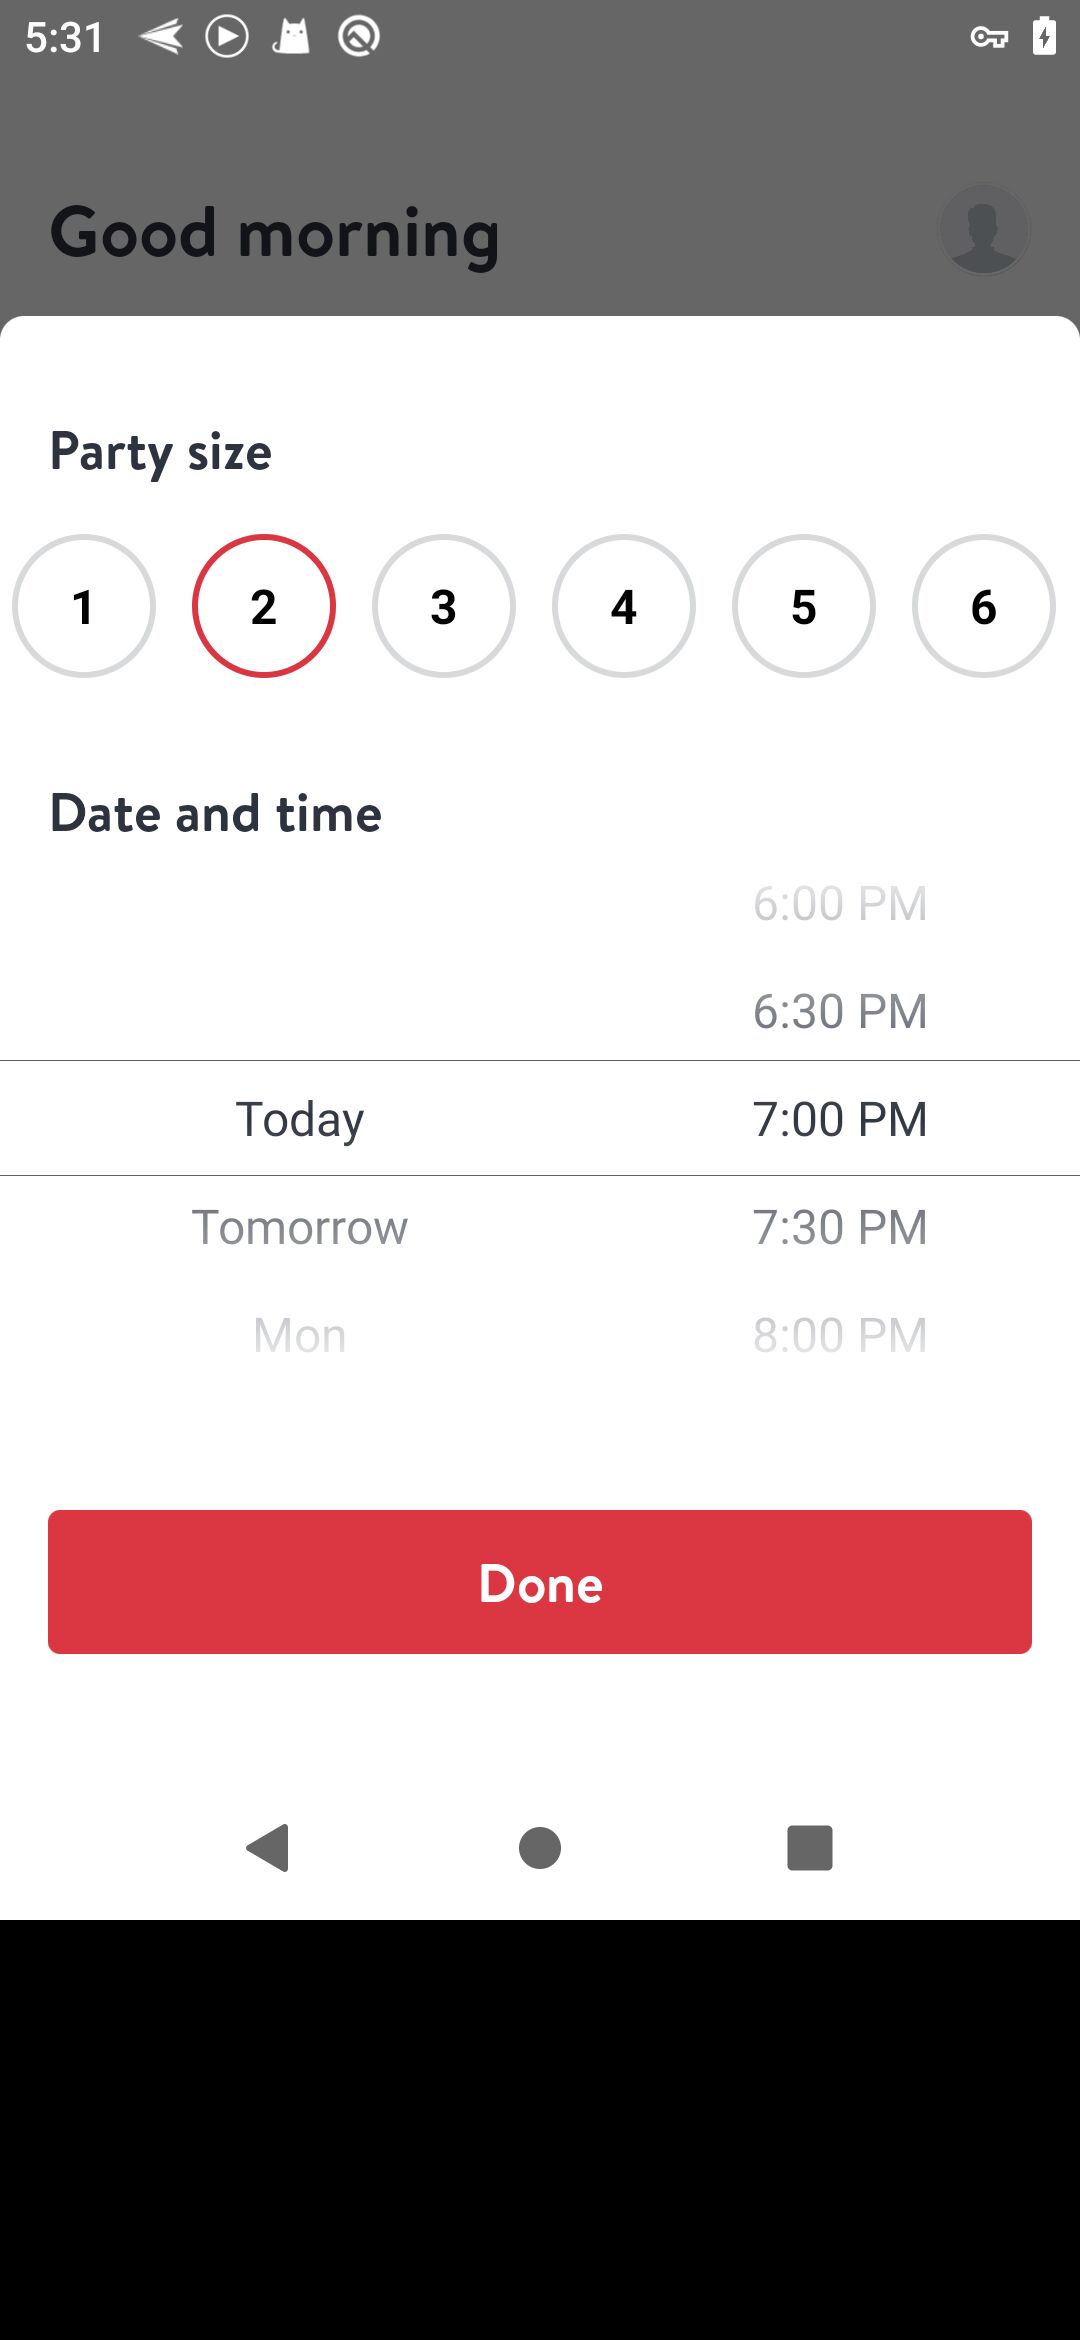 5:31
Good morning
Party size
1 2 3 4 5 6
Date and time
6:00 PM
6:30 PM
Today 7:00 PM
Tomorrow 7:30 PM
Mon 8:00 PM
Done